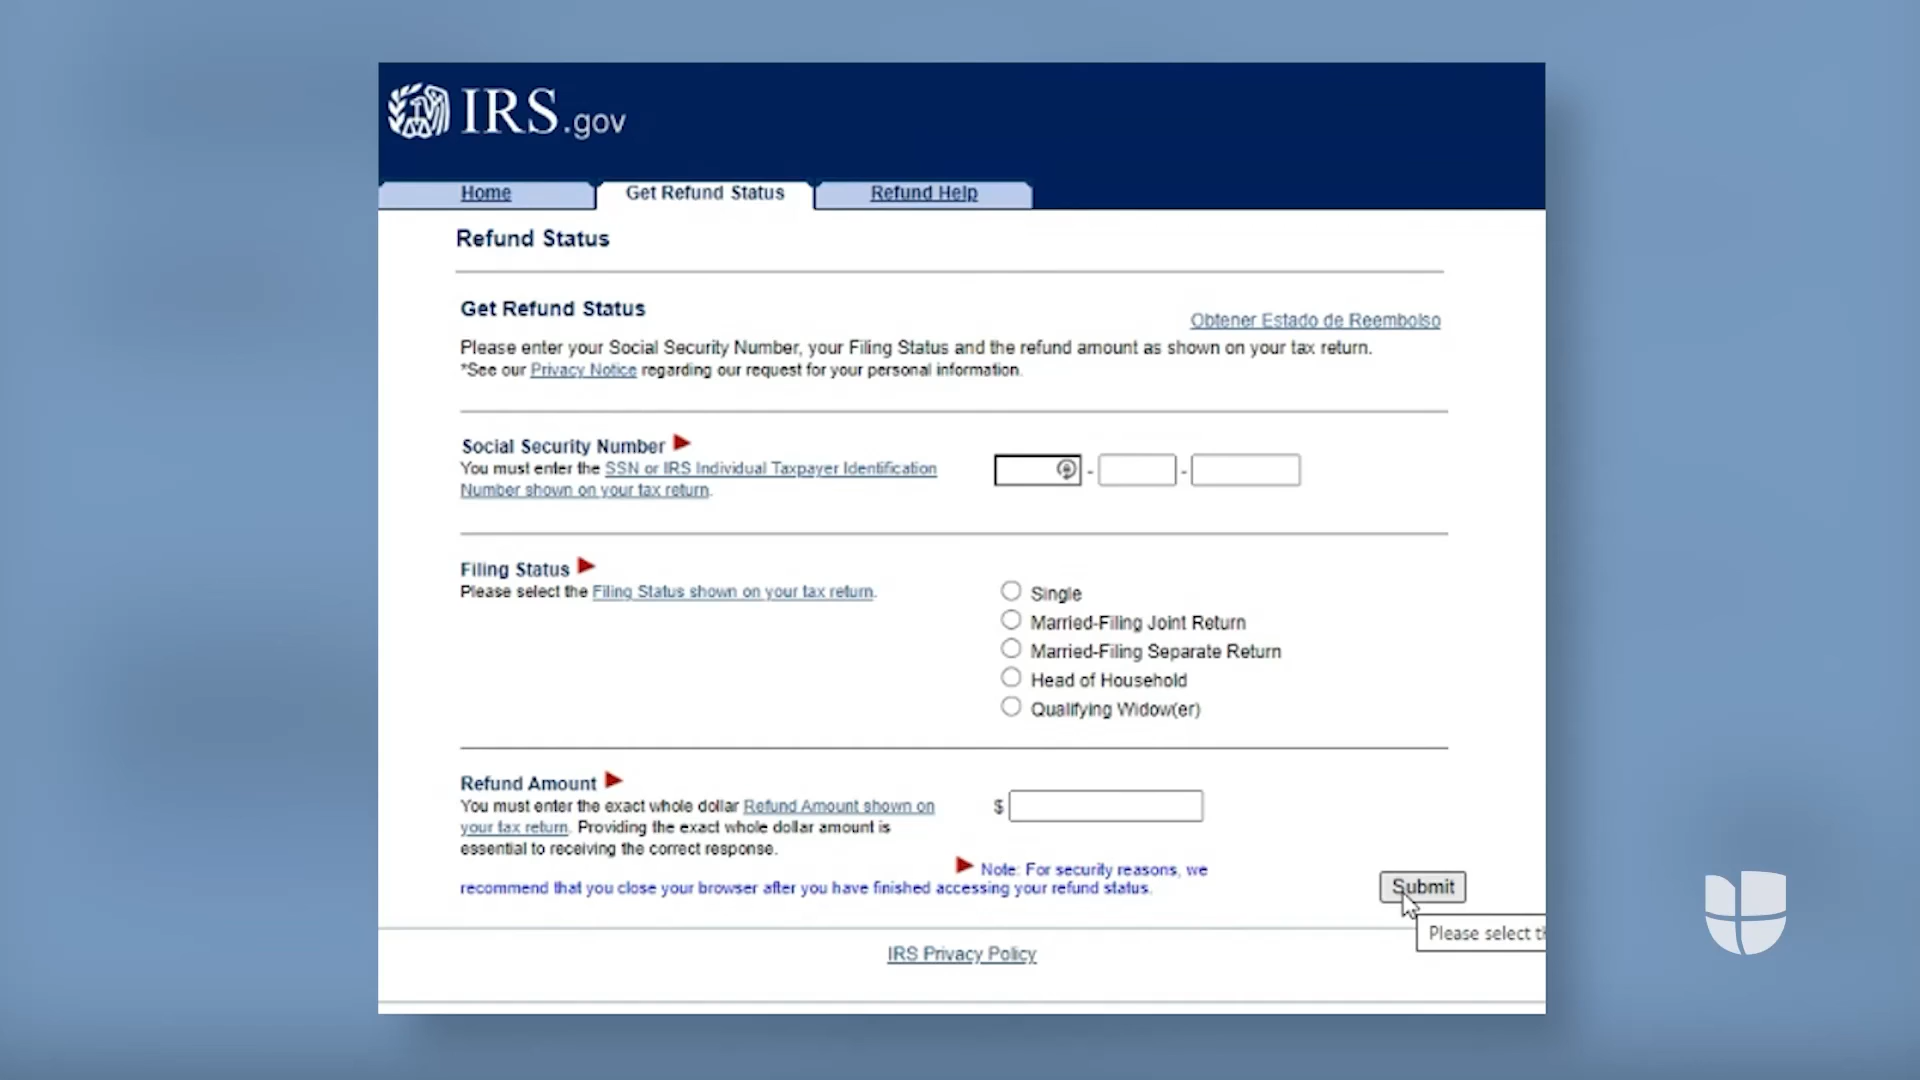 IRS.gov
Home
Get Refund Status
Refund Help
Refund Status
Get Refund Status
Obtener Estado de Reembolso
Please enter your Social Security Number, your Filing Status and the refund amount as shown on your tax return.
*See our Privacy Notice regarding our request for your personal information.
Social Security Number
You must enter the SSN or IRS Individual Taxpayer Identification
Number shown on your tax return.
- -
Filing Status
Please select the Filing Status shown on your tax return.
Single
Married-Filing Joint Return
Married-Filing Separate Return
Head of Household
Qualifying Widow(er)
Refund Amount
You must enter the exact whole dollar Refund Amount shown on
your tax return. Providing the exact whole dollar amount is
essential to receiving the correct response.
$
Note: For security reasons, we
recommend that you close your browser after you have finished accessing your refund status.
Submit
Please select
IRS Privacy Policy